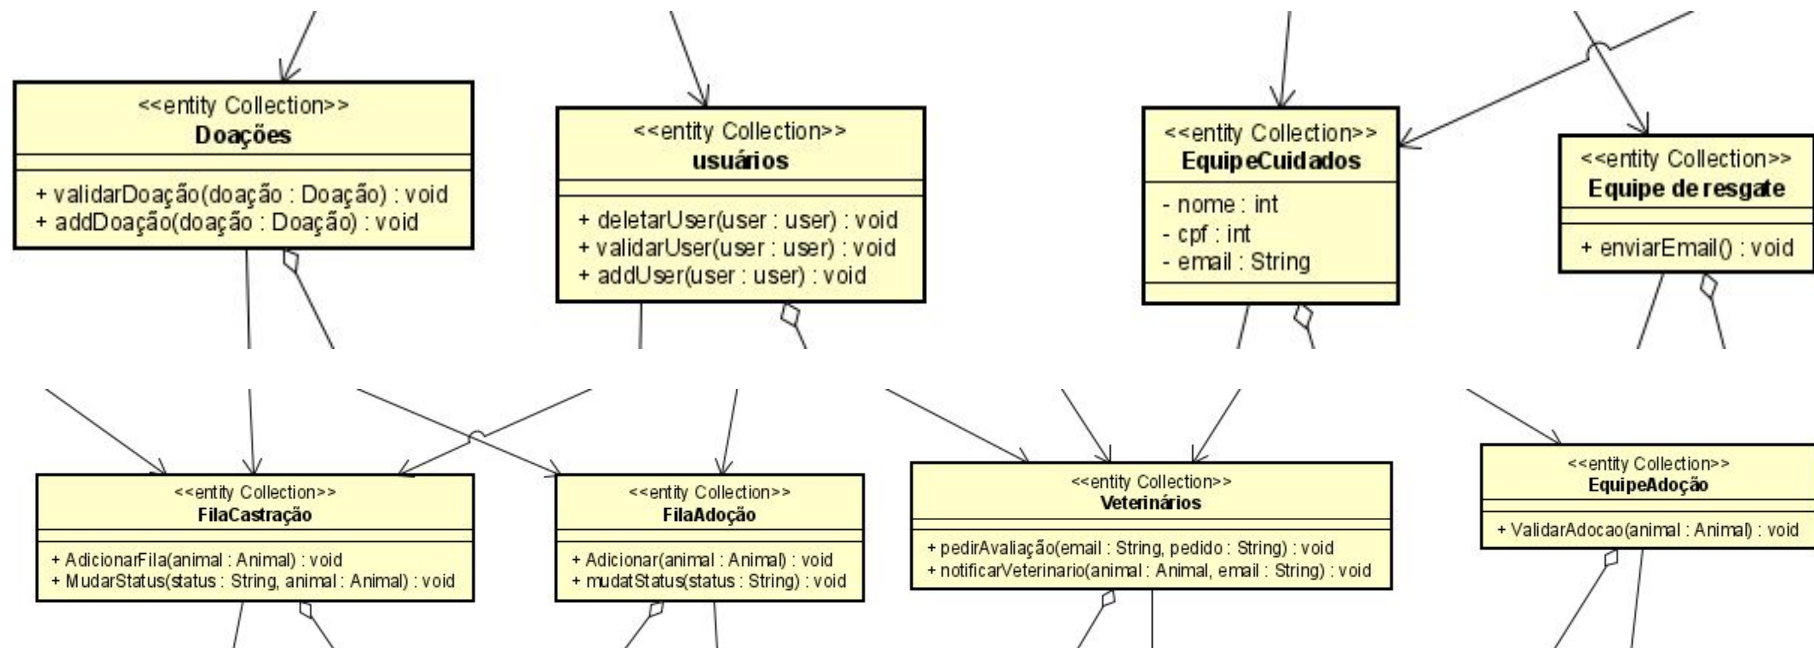 <<entity Collection>>
Doações
+ validarDoação(doação : Doação) : void
+ addDoação(doação : Doação) : void
<<entity Collection>>
usuários
+ deletarUser(user : user) : void
+ validarUser(user : user) : void
+ addUser(user : user) : void
<<entity Collection>>
EquipeCuidados
- nome : int
- cpf : int
- email : String
<<entity Collection>>
Equipe de resgate
+ enviarEmail() : void
<<entity Collection>>
FilaCastração
+ AdicionarFila(animal : Animal) : void
+ MudarStatus(status : String, animal : Animal) : void
<<entity Collection>>
FilaAdoção
+ Adicionar(animal : Animal) : void
+ mudatStatus(status : String) : void
<<entity Collection>>
Veterinários
+ pedirAvaliação(email : String, pedido : String) : void
+ notificarVeterinario(animal : Animal, email : String) : void
<<entity Collection>>
EquipeAdoção
+ ValidarAdocao(animal : Animal) : void